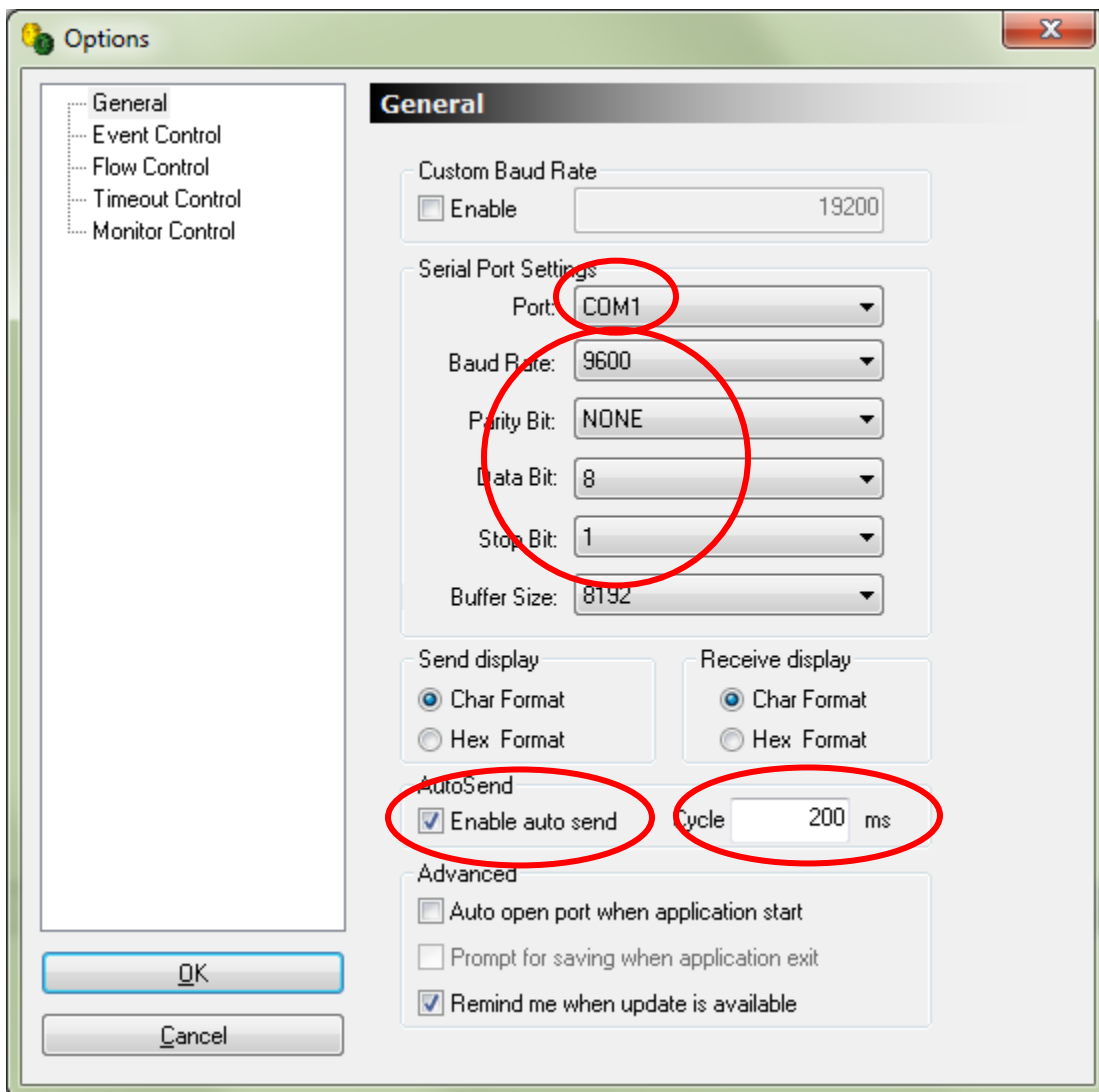 Options
General
Event Control
Flow Control
Timeout Control
Monitor Control
OK
Cancel
General
Custom Baud Rate
Enable 19200
Serial Port Settings
Port: COM1
Baud Rate: 9600
Parity Bit: NONE
Data Bit: 8
Stop Bit: 1
Buffer Size: 8192
Send display
Char Format
Hex Format
Receive display
Char Format
Hex Format
AutoSend
Enable auto send Cycle 200 ms
Advanced
Auto open port when application start
Prompt for saving when application exit
Remind me when update is available